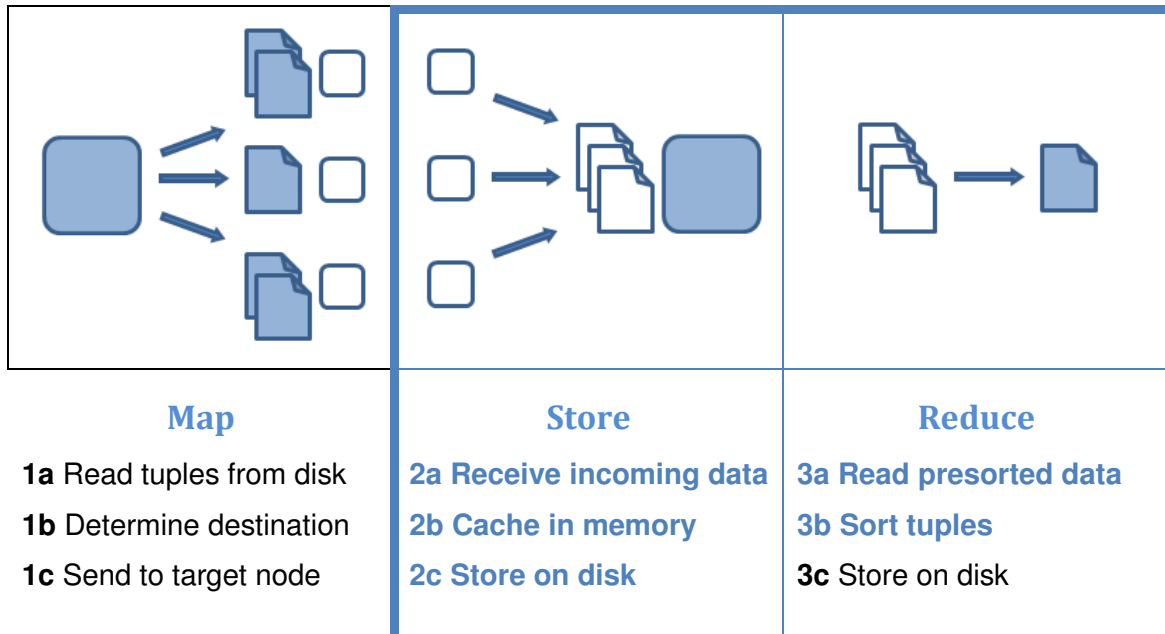 Map
1a Read tuples from disk
1b Determine destination
1c Send to target node
Store
2a Receive incoming data
2b Cache in memory
2c Store on disk
Reduce
3a Read presorted data
3b Sort tuples
3c Store on disk